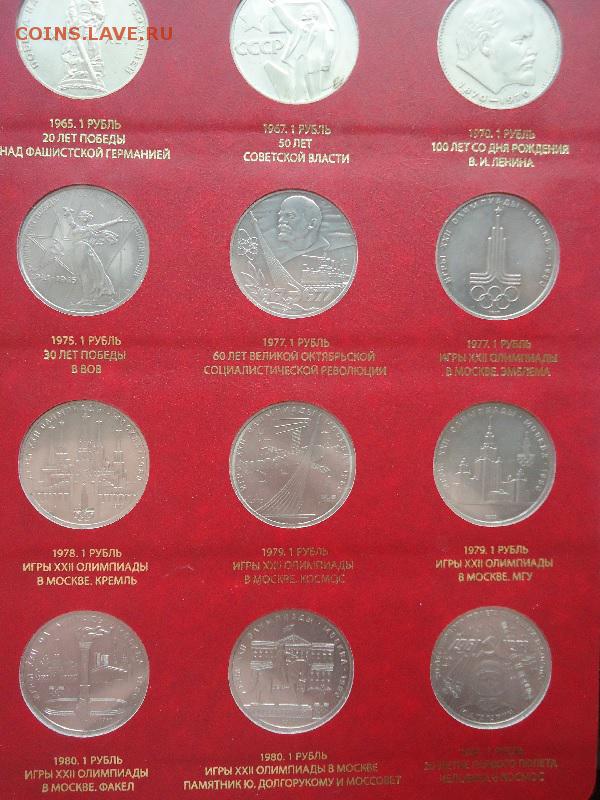 COINS.LAVE.RU
СССР
1870-1970
1965. 1 РУБЛЬ
20 ЛЕТ ПОБЕДЫ
НАД ФАШИСТСКОЙ ГЕРМАНИЕЙ
1967. 1 РУБЛЬ
50 ЛЕТ
СОВЕТСКОЙ ВЛАСТИ
1970. 1 РУБЛЬ
100 ЛЕТ СО ДНЯ РОЖДЕНИЯ
В. И. ЛЕНИНА
1975. 1 РУБЛЬ
30 ЛЕТ ПОБЕДЫ
В ВОВ
1977. 1 РУБЛЬ
60 ЛЕТ ВЕЛИКОЙ ОКТЯБРЬСКОЙ
СОЦИАЛИСТИЧЕСКОЙ РЕВОЛЮЦИИ
1977. 1 РУБЛЬ
ИГРЫ XXII ОЛИМПИАДЫ
В МОСКВЕ. ЭМБЛЕМА
1978. 1 РУБЛЬ
ИГРЫ XXII ОЛИМПИАДЫ
В МОСКВЕ. КРЕМЛЬ
1979. 1 РУБЛЬ
ИГРЫ XXII ОЛИМПИАДЫ
В МОСКВЕ. КОСМОС
1979. 1 РУБЛЬ
ИГРЫ XXII ОЛИМПИАДЫ
В МОСКВЕ. МГУ
1980. 1 РУБЛЬ
ИГРЫ XXII ОЛИМПИАДЫ
В МОСКВЕ. ФАКЕЛ
1980. 1 РУБЛЬ
ИГРЫ XXII ОЛИМПИАДЫ В МОСКВЕ
ПАМЯТНИК Ю. ДОЛГОРУКОМУ И МОССОВЕТ
1 РУБЛЬ
ПЕРВОГО ПОЛЕТА
ЧЕЛОВЕКА В КОСМОС